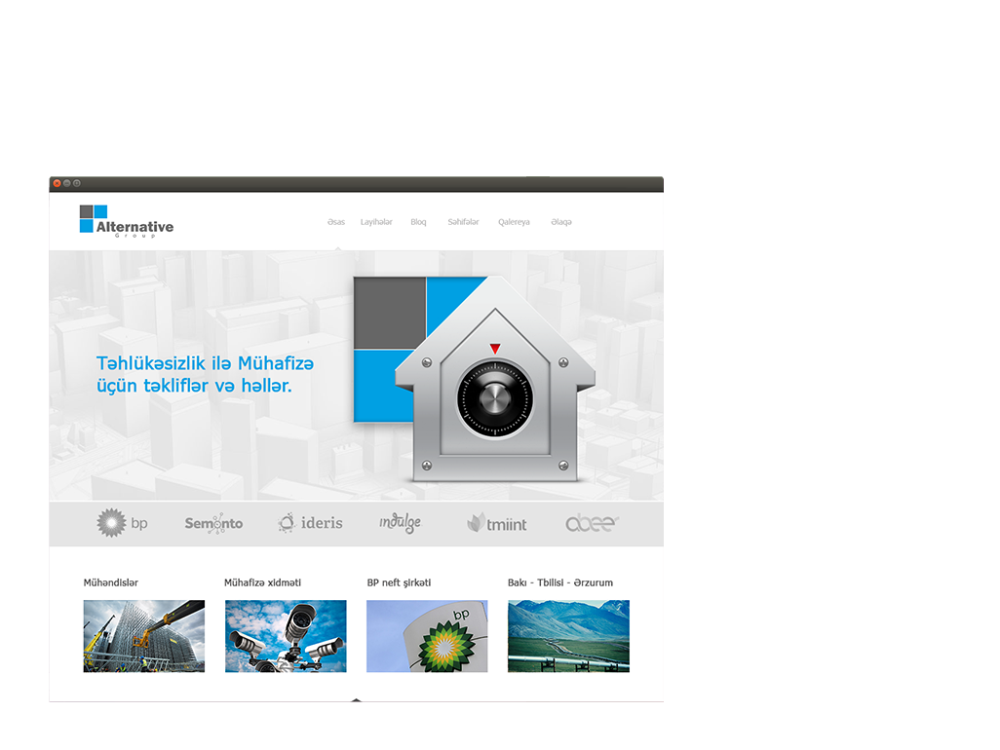 Alternative
Group
Əsas Layihələr Bloq Səhifələr Qalereya Əlaqə
Təhlükəsizlik ilə Mühafizə
üçün təkliflər və həllər.
bp Semonto ideris indulge tmiint abee
Mühəndislər Mühafizə xidməti BP neft şirkəti Bakı - Tbilisi - Ərzurum
bp